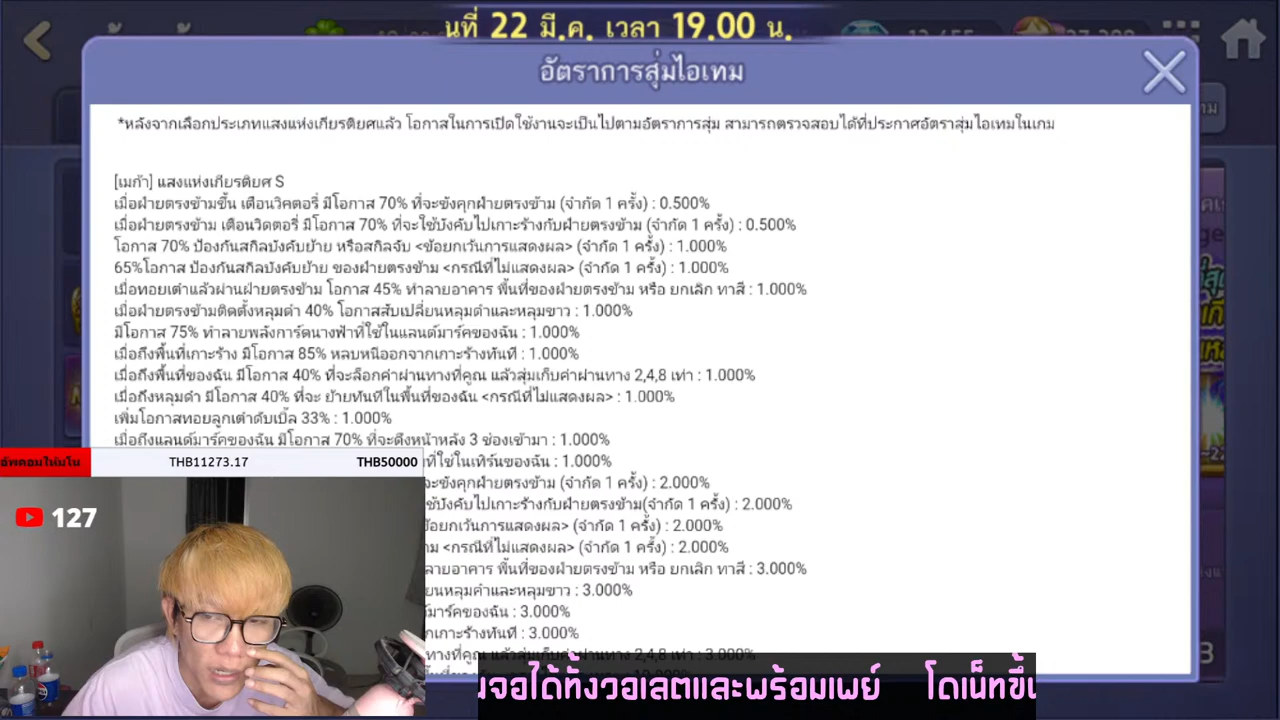 นที่ 22 มี.ค. เวลา 19.00 น.
อัตราการสุ่มไอเทม
*หลังจากเลือกประเภทแสงแห่งเกียรติยศแล้ว โอกาสในการเปิดใช้งานจะเป็นไปตามอัตราการสุ่ม สามารถตรวจสอบได้ที่ประกาศอัตราสุ่มไอเทมในเกม
[เมก้า] แสงแห่งเกียรติยศ S
เมื่อฝ่ายตรงข้ามขึ้น เตือนวิคตอรี่ มีโอกาส 70% ที่จะขังคุกฝ่ายตรงข้าม (จำกัด 1 ครั้ง) : 0.500%
เมื่อฝ่ายตรงข้าม เตือนวิดตอรี่ มีโอกาส 70% ที่จะใช้บังคับไปเกาะร้างกับฝ่ายตรงข้าม (จำกัด 1 ครั้ง) : 0.500%
โอกาส 70% ป้องกันสกิลบังคับย้าย หรือสกิลจับ <ข้อยกเว้นการแสดงผล> (จำกัด 1 ครั้ง) : 1.000%
65%โอกาส ป้องกันสกิลบังคับย้าย ของฝ่ายตรงข้าม <กรณีที่ไม่แสดงผล> (จำกัด 1 ครั้ง) : 1.000%
เมื่อทอยเต๋าแล้วผ่านฝ่ายตรงข้าม โอกาส 45% ทำลายอาคาร พื้นที่ของฝ่ายตรงข้าม หรือ ยกเลิก ทาสี : 1.000%
เมื่อฝ่ายตรงข้ามติดตั้งหลุมดำ 40% โอกาสสับเปลี่ยนหลุมดำและหลุมขาว : 1.000%
มีโอกาส 75% ทำลายพลังการ์ดนางฟ้าที่ใช้ในแลนด์มาร์คของฉัน : 1.000%
เมื่อถึงพื้นที่เกาะร้าง มีโอกาส 85% หลบหนีออกจากเกาะร้างทันที : 1.000%
เมื่อถึงพื้นที่ของฉัน มีโอกาส 40% ที่จะล็อกค่าผ่านทางที่คูณ แล้วสุ่มเก็บค่าผ่านทาง 2,4,8 เท่า : 1.000%
เมื่อถึงหลุมดำ มีโอกาส 40% ที่จะ ย้ายทันทีในพื้นที่ของฉัน <กรณีที่ไม่แสดงผล> : 1.000%
เพิ่มโอกาสทอยลูกเต๋าดับเบิ้ล 33% : 1.000%
เมื่อถึงแลนด์มาร์คของฉัน มีโอกาส 70% ที่จะดึงหน้าหลัง 3 ช่องเข้ามา : 1.000%
ที่ใช้ในเทิร์นของฉัน : 1.000%
จะขังคุกฝ่ายตรงข้าม (จำกัด 1 ครั้ง) : 2.000%
ใช้บังคับไปเกาะร้างกับฝ่ายตรงข้าม(จำกัด 1 ครั้ง) : 2.000%
ข้อยกเว้นการแสดงผล> (จำกัด 1 ครั้ง) : 2.000%
าม <กรณีที่ไม่แสดงผล> (จำกัด 1 ครั้ง) : 2.000%
ลายอาคาร พื้นที่ของฝ่ายตรงข้าม หรือ ยกเลิก ทาสี : 3.000%
ยนหลุมดำและหลุมขาว : 3.000%
์มาร์คของฉัน : 3.000%
กเกาะร้างทันที : 3.000%
ทางที่คูณ แล้วสุ่มเก็บค่าผ่านทาง 2,4,8 เท่า : 3.000%
อัพคอมให้มิโน
THB11273.17
THB50000
127
นจอได้ทั้งวอเลตและพร้อมเพย์ โดเน็ทขึ้น